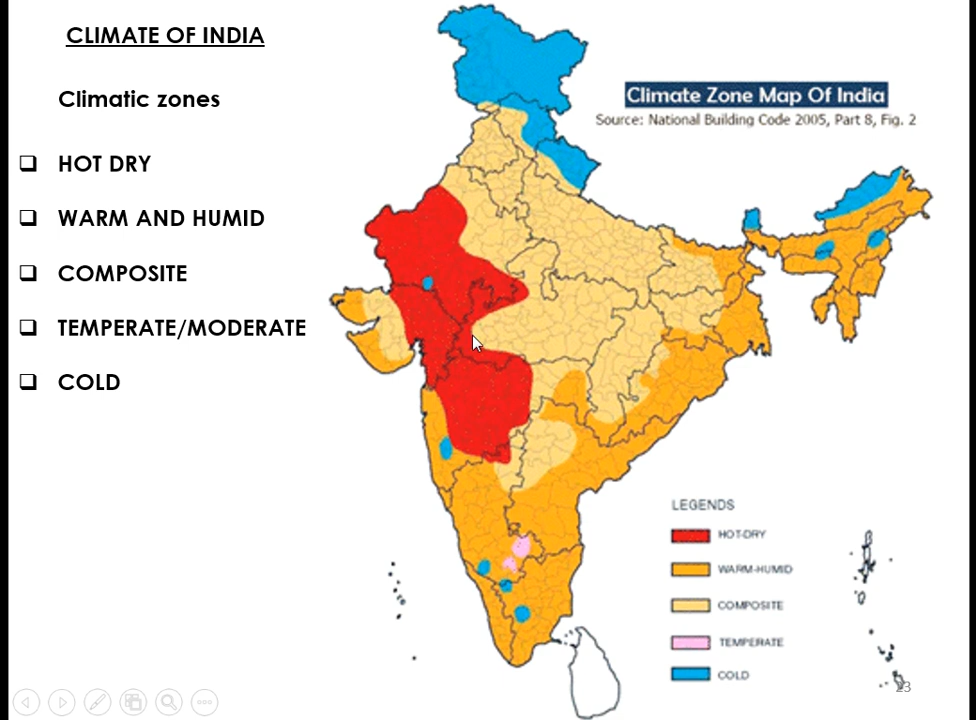 CLIMATE OF INDIA
Climatic zones
HOT DRY
WARM AND HUMID
COMPOSITE
TEMPERATE/MODERATE
COLD
Climate Zone Map Of India
Source: National Building Code 2005, Part 8, Fig. 2
LEGENDS
HOT-DRY
WARM-HUMID
COMPOSITE
TEMPERATE
COLD
23